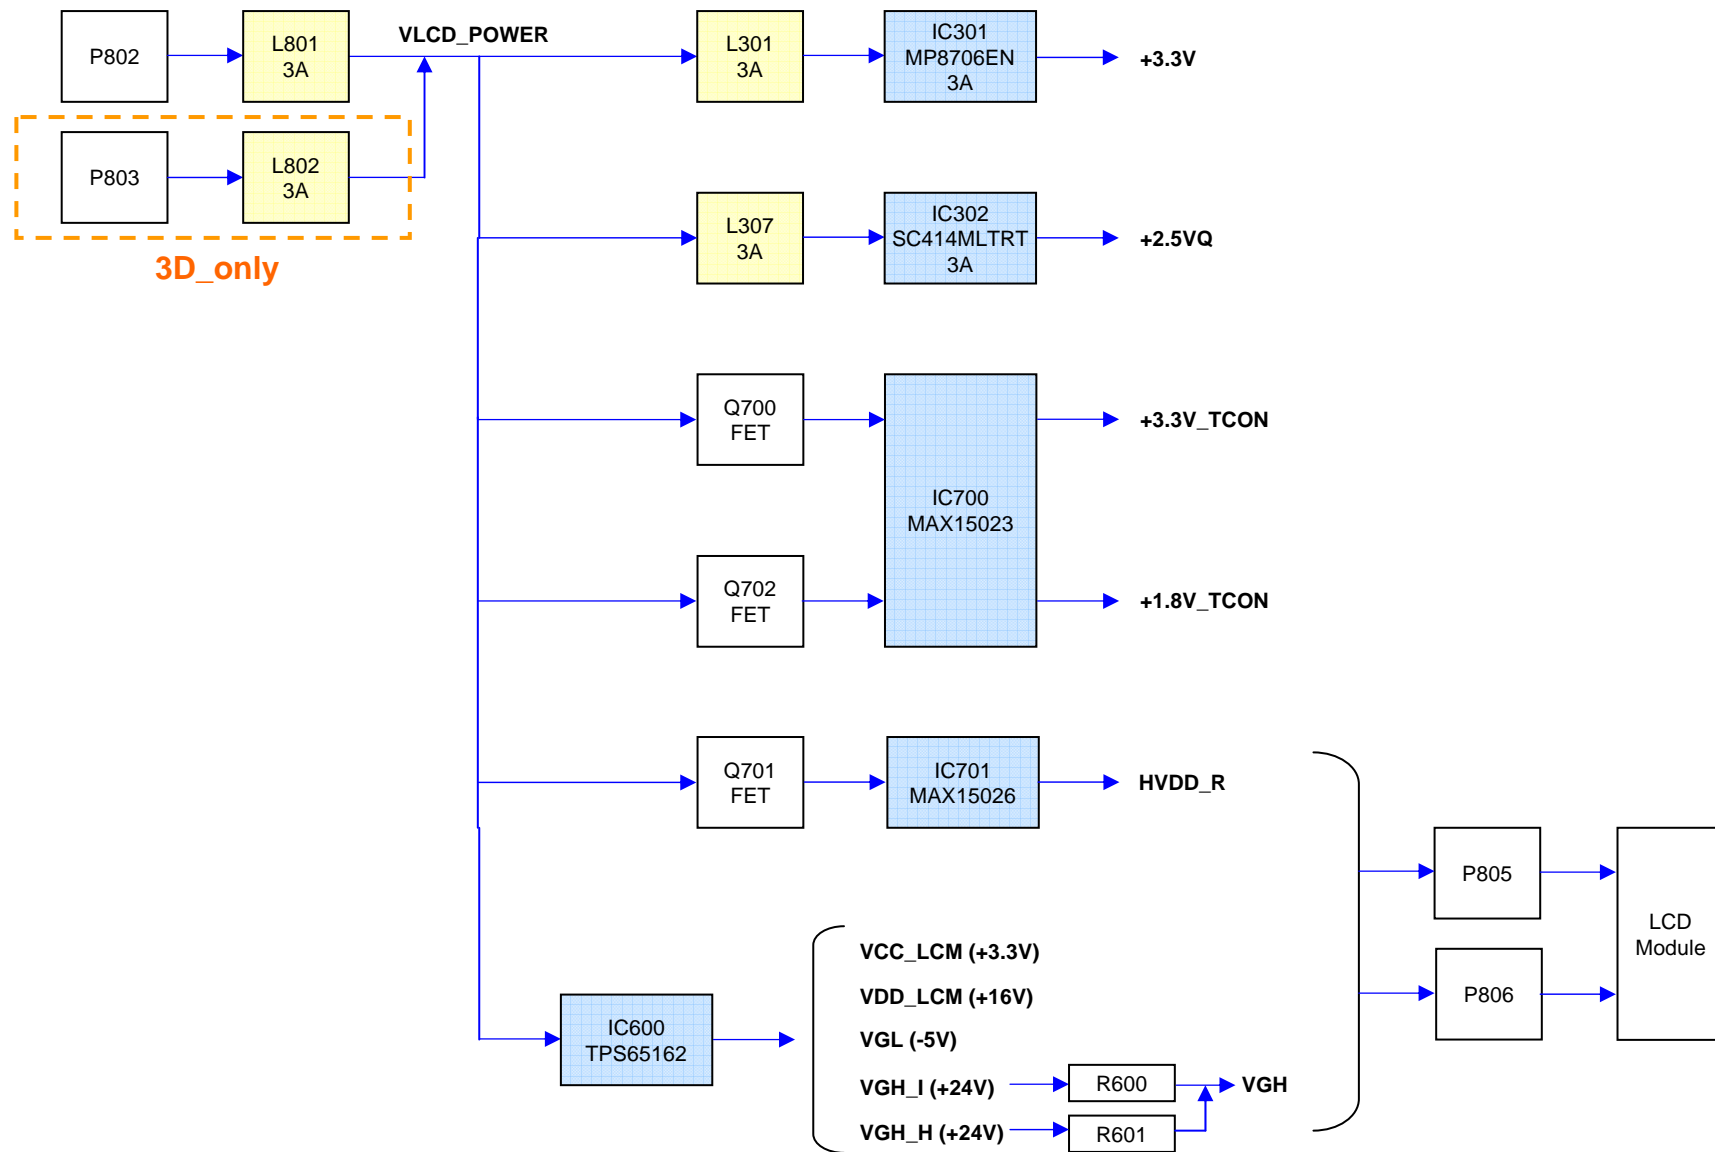 P802
L801
3A
VLCD_POWER
L301
3A
IC301
MP8706EN
3A
+3.3V
P803
L802
3A
3D_only
L307
3A
IC302
SC414MLTRT
3A
+2.5VQ
Q700
FET
+3.3V_TCON
IC700
MAX15023
Q702
FET
+1.8V_TCON
Q701
FET
IC701
MAX15026
HVDD_R
P805
LCD
Module
P806
IC600
TPS65162
VCC_LCM (+3.3V)
VDD_LCM (+16V)
VGL (-5V)
VGH_I (+24V)
R600
VGH
VGH_H (+24V)
R601